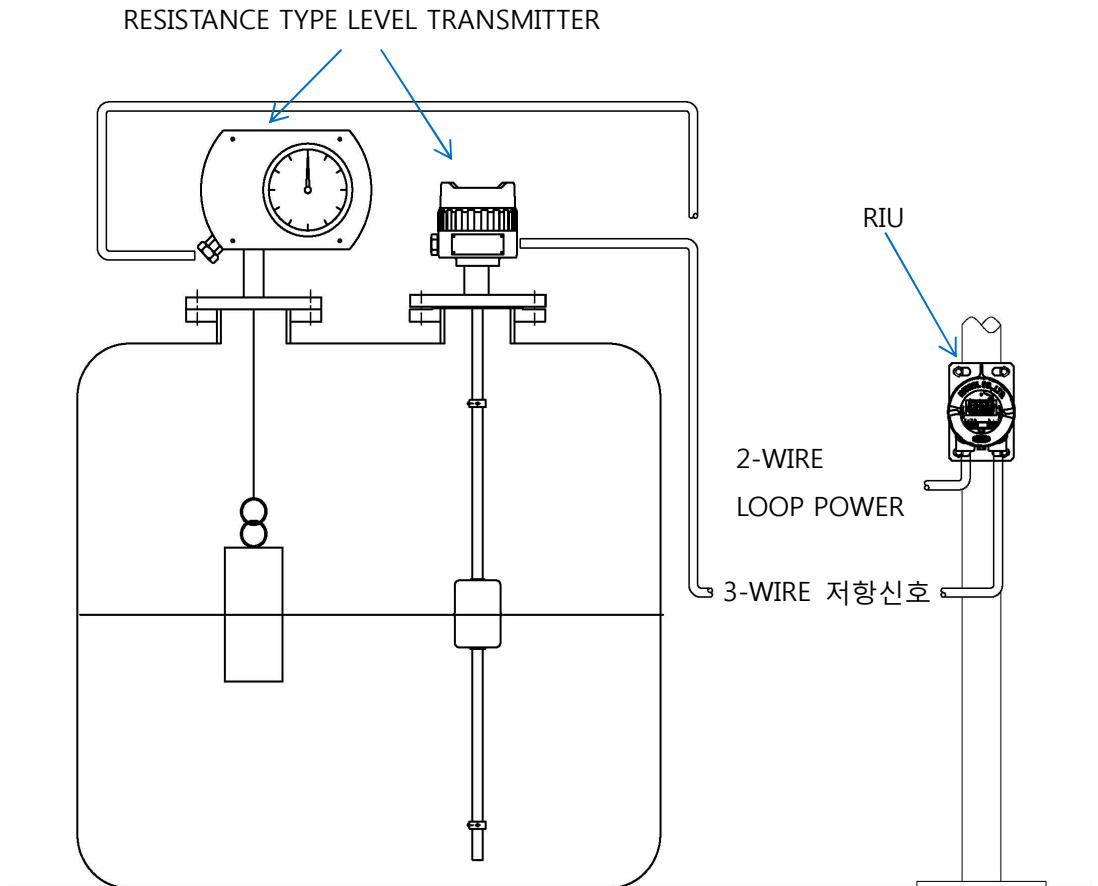 RESISTANCE TYPE LEVEL TRANSMITTER
RIU
2-WIRE
LOOP POWER
3-WIRE 저항신호